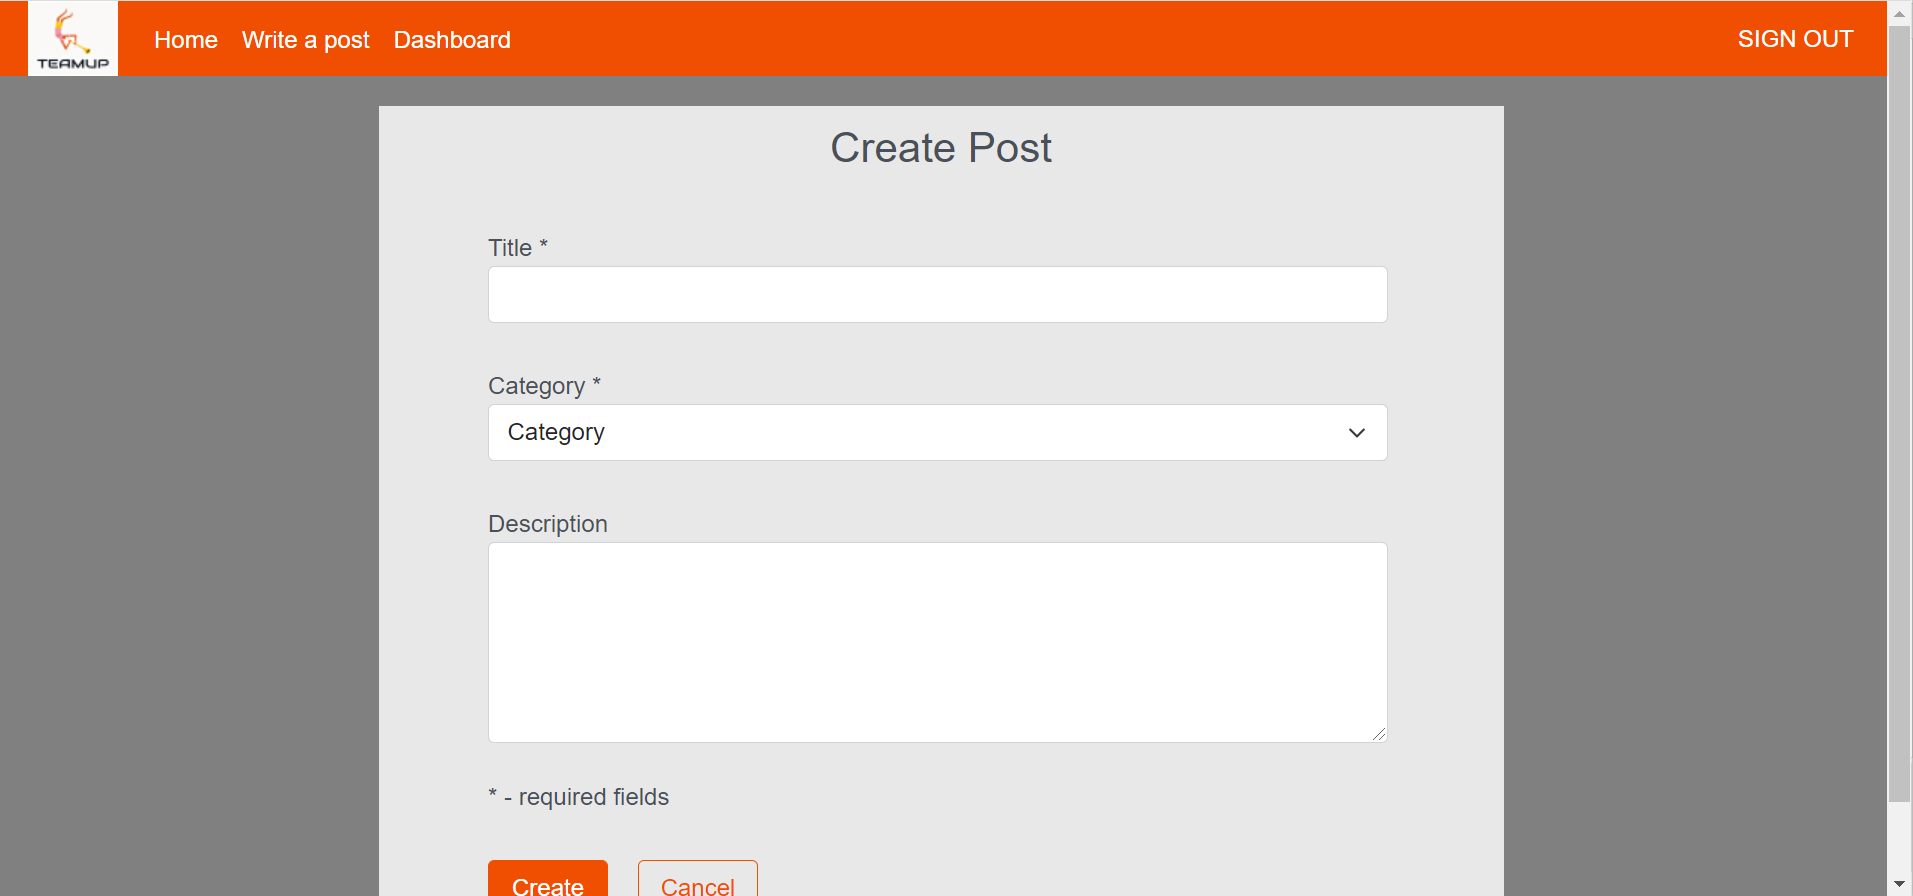 TEAMUP
Home Write a post Dashboard SIGN OUT
Create Post
Title *
Category *
Category
Description
* - required fields
Create Cancel